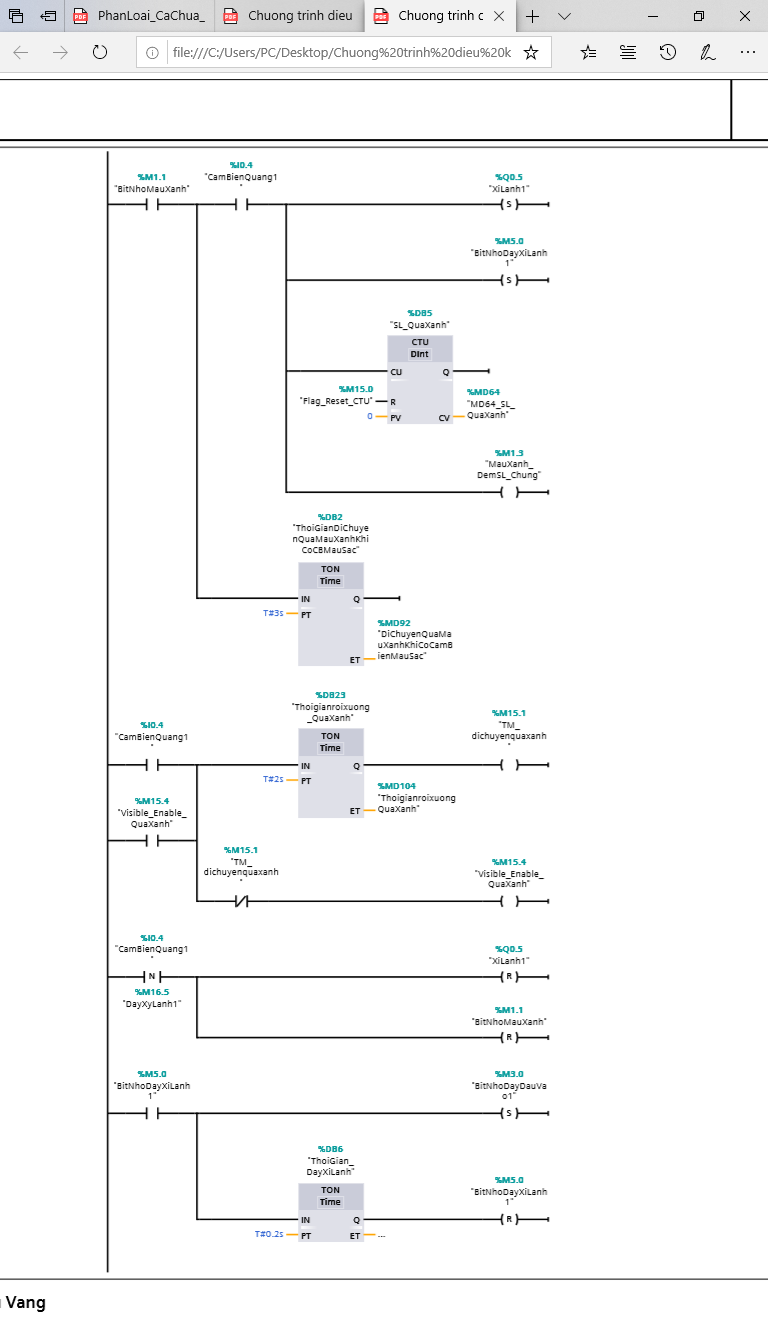 PhanLoai_CaChua_
Chuong trinh dieu
Chuong trinh c
file:///C:/Users/PC/Desktop/Chuong%20trinh%20dieu%20k
%M1.1
"BitNhoMauXanh"
%I0.4
"CamBienQuang1
"
%Q0.5
"XiLanh1"
S
%M5.0
"BitNhoDayXiLanh
1"
S
%DB5
"SL_QuaXanh"
CTU
DInt
CU Q
%M15.0
"Flag_Reset_CTU" R
0 PV CV
%MD64
"MD64_SL_
QuaXanh"
%M1.3
"MauXanh_
DemSL_Chung"
%DB2
"ThoiGianDiChuye
nQuaMauXanhKhi
CoCBMauSac"
TON
Time
IN Q
T#3s PT
ET
%MD92
"DiChuyenQuaMa
uXanhKhiCoCamB
ienMauSac"
%I0.4
"CamBienQuang1
"
%DB23
"Thoigianroixuong
_QuaXanh"
TON
Time
IN Q
T#2s PT
ET
%MD104
"Thoigianroixuong
QuaXanh"
%M15.1
"TM_
dichuyenquaxanh
"
%M15.4
"Visible_Enable_
QuaXanh"
%M15.1
"TM_
dichuyenquaxanh
"
%M15.4
"Visible_Enable_
QuaXanh"
%I0.4
"CamBienQuang1
"
N
%M16.5
"DayXyLanh1"
%Q0.5
"XiLanh1"
R
%M1.1
"BitNhoMauXanh"
R
%M5.0
"BitNhoDayXiLanh
1"
%M3.0
"BitNhoDayDauVa
o1"
S
%DB6
"ThoiGian_
DayXiLanh"
TON
Time
IN Q
T#0.2s PT ET ...
%M5.0
"BitNhoDayXiLanh
1"
R
Vang